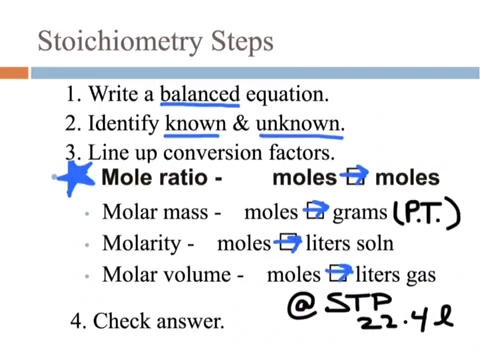 Stoichiometry Steps
1. Write a balanced equation.
2. Identify known & unknown.
3. Line up conversion factors.
Mole ratio - moles → moles
• Molar mass - moles → grams (P.T.)
• Molarity - moles → liters soln
• Molar volume - moles → liters gas
@ STP
22.4 l
4. Check answer.